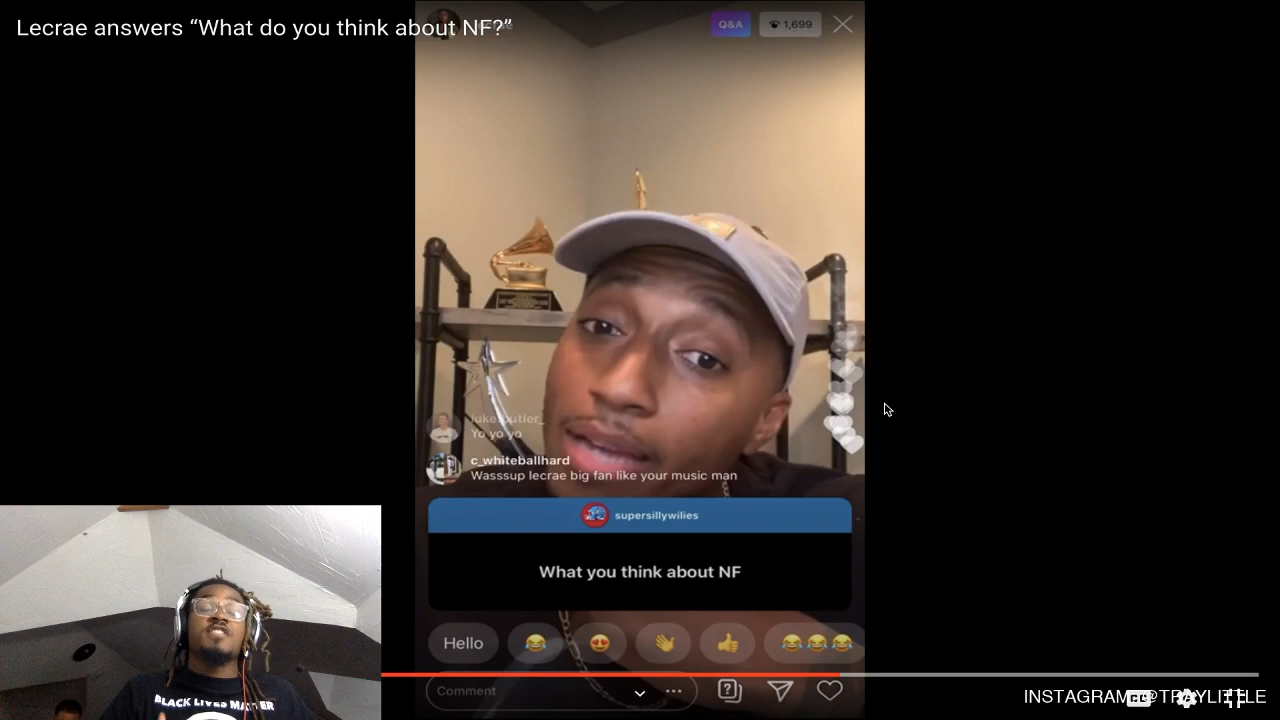 Lecrae answers “What do you think about NF?”
Q&A
1,699
Yo yo yo
c_whiteballhard
Wasssup lecrae big fan like your music man
supersillywilies
What you think about NF
Hello
Comment
BLACK LIVES MATTER
CC